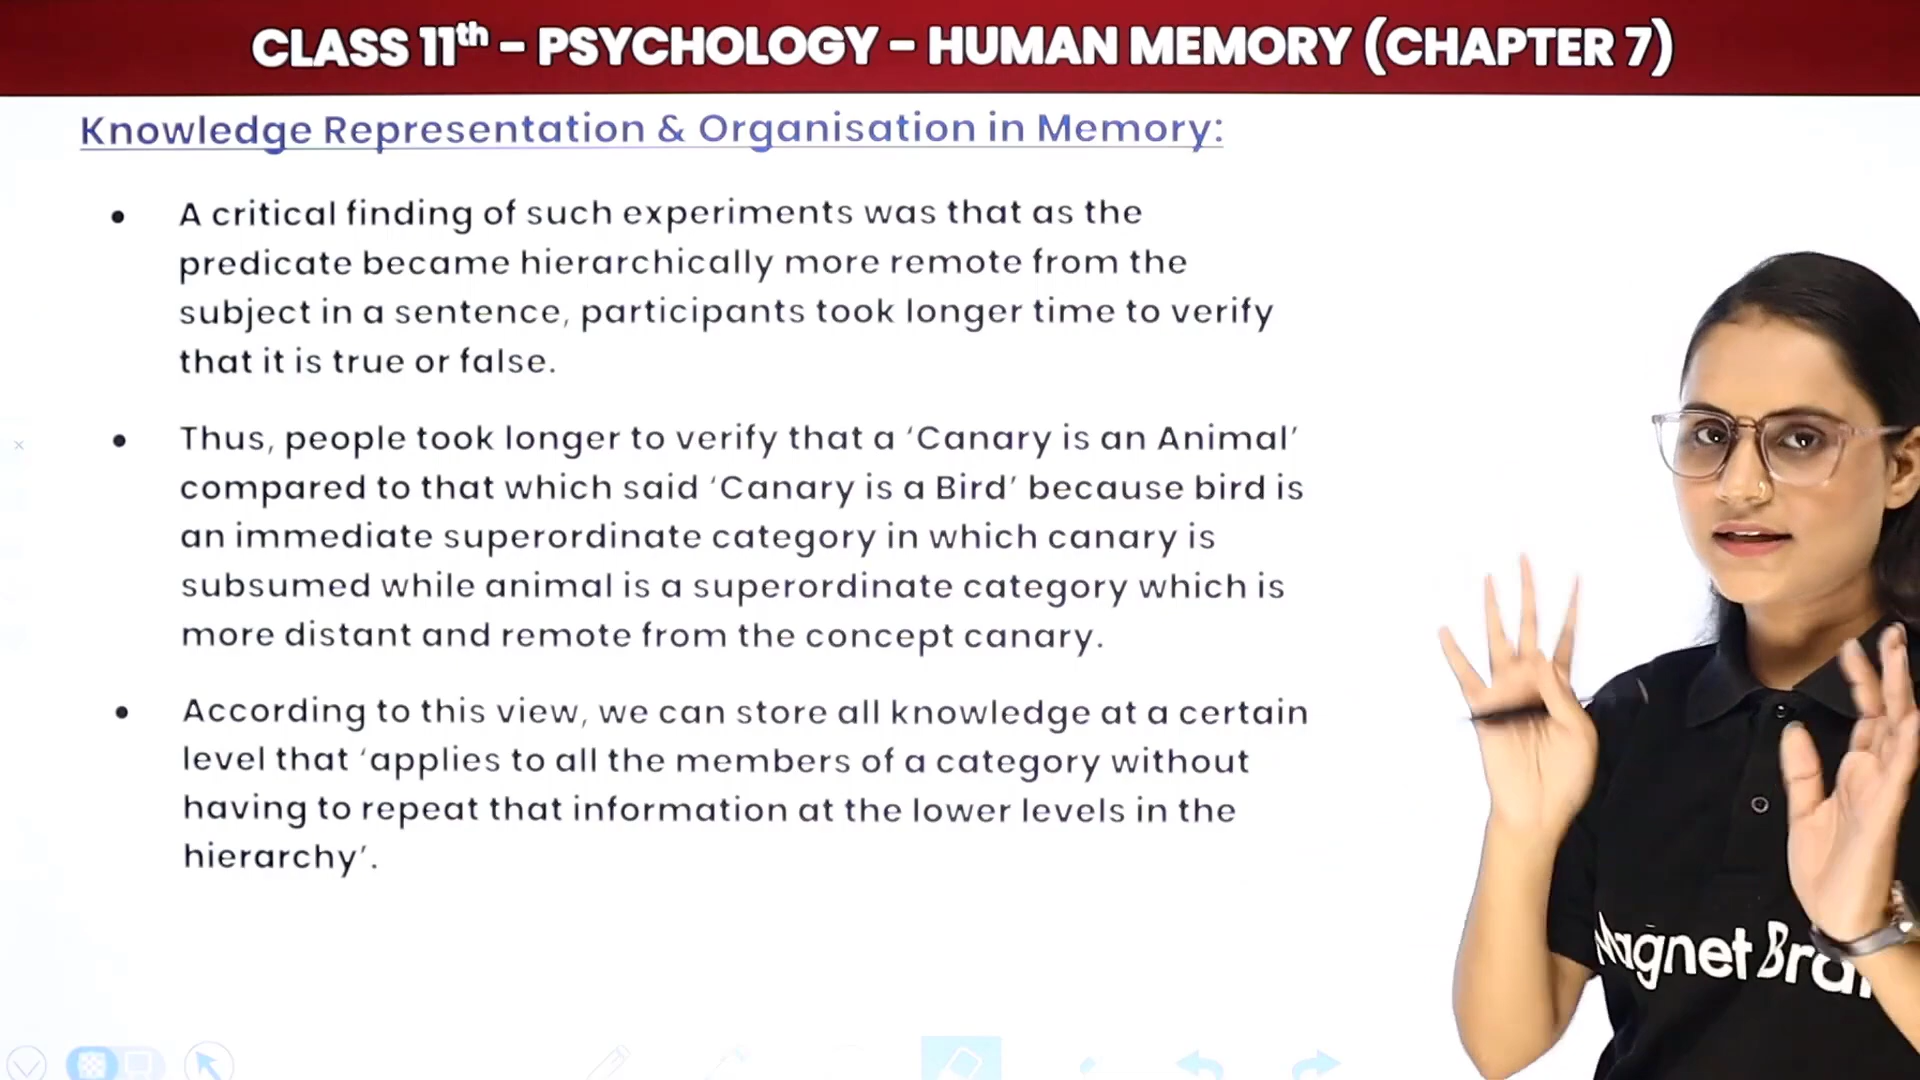 CLASS 11th – PSYCHOLOGY – HUMAN MEMORY (CHAPTER 7)
Knowledge Representation & Organisation in Memory:
• A critical finding of such experiments was that as the
predicate became hierarchically more remote from the
subject in a sentence, participants took longer time to verify
that it is true or false.
• Thus, people took longer to verify that a ‘Canary is an Animal’
compared to that which said ‘Canary is a Bird’ because bird is
an immediate superordinate category in which canary is
subsumed while animal is a superordinate category which is
more distant and remote from the concept canary.
• According to this view, we can store all knowledge at a certain
level that ‘applies to all the members of a category without
having to repeat that information at the lower levels in the
hierarchy’.
Magnet Bra